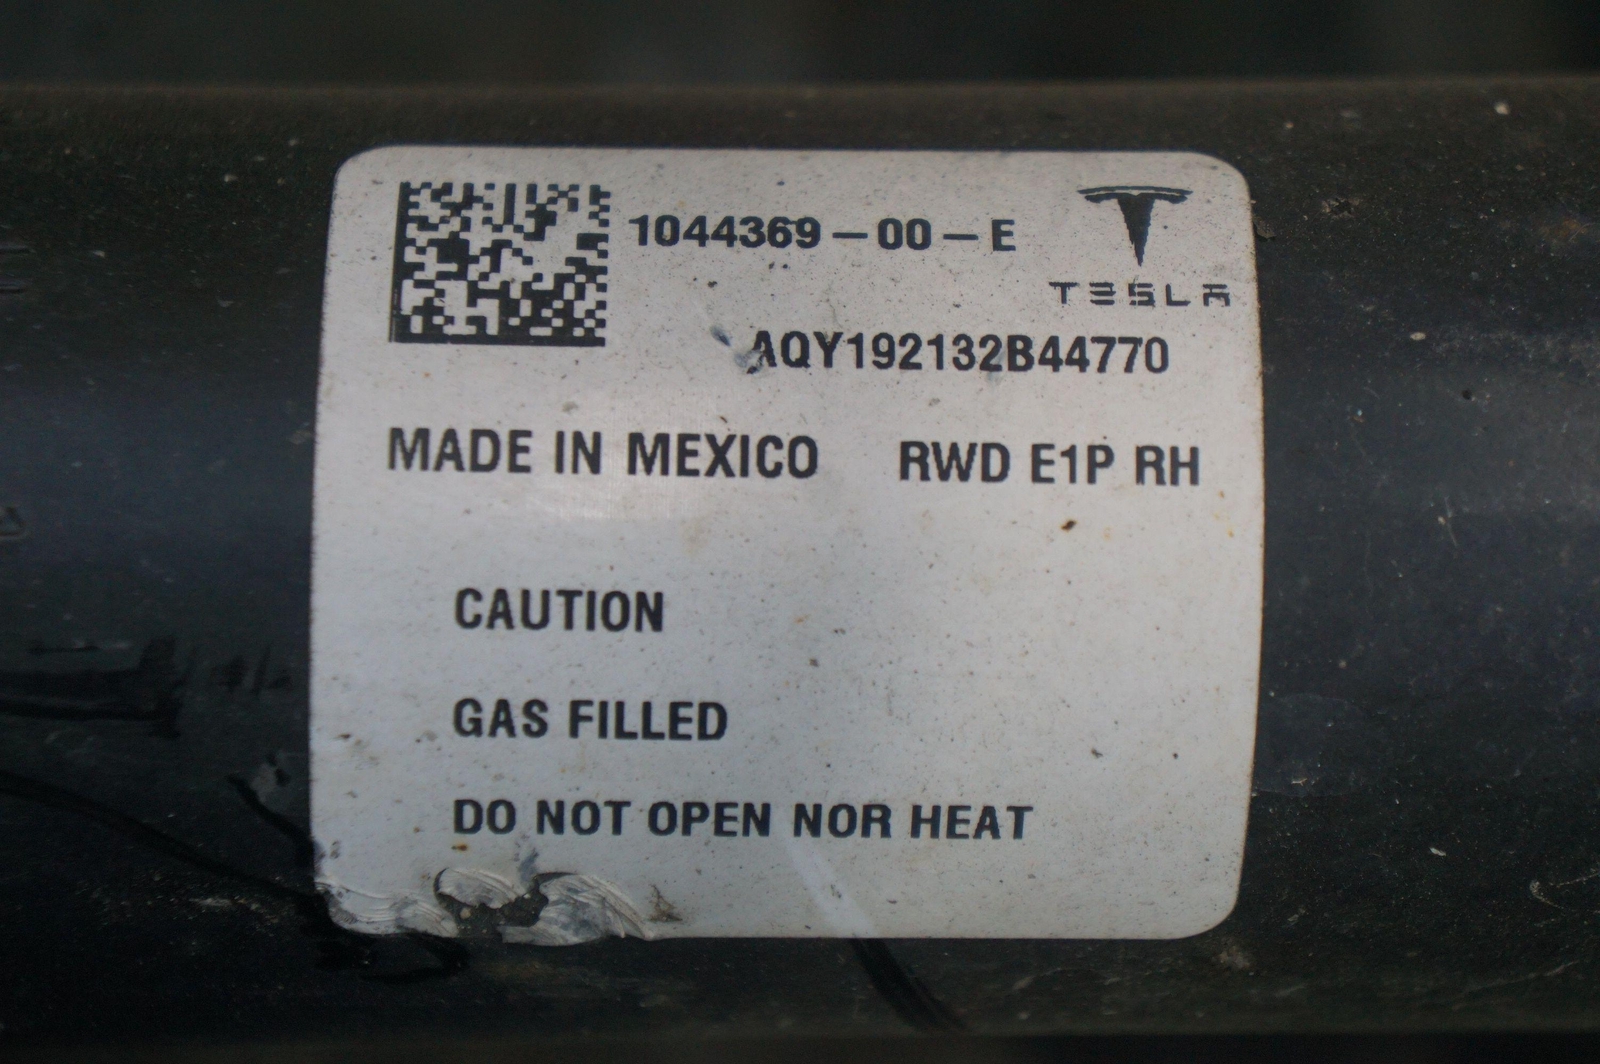 1044369-00-E
TESLA
AQY192132B44770
MADE IN MEXICO RWD E1P RH
CAUTION
GAS FILLED
DO NOT OPEN NOR HEAT